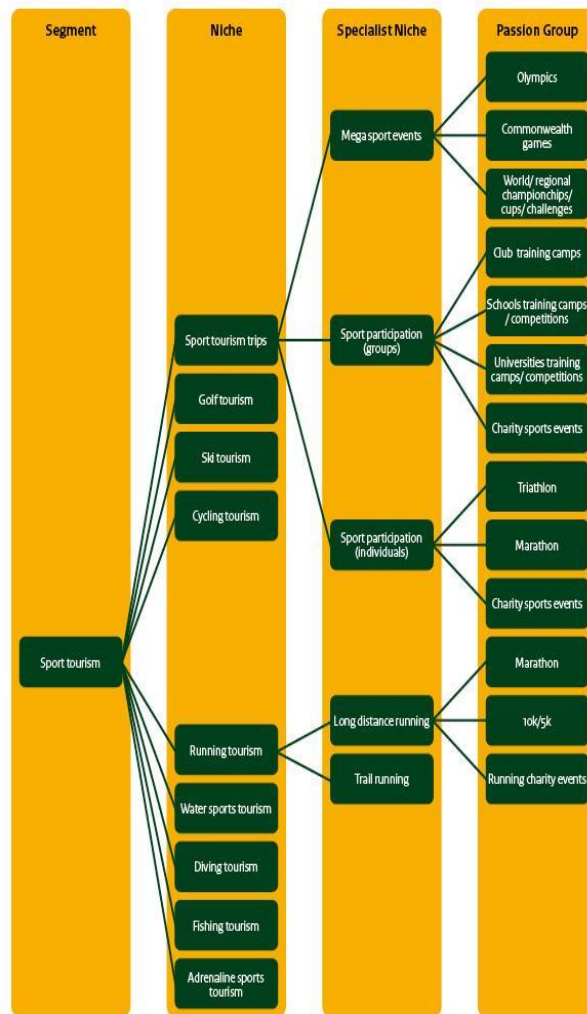 Segment
Niche
Specialist Niche
Passion Group
Sport tourism
Sport tourism trips
Golf tourism
Ski tourism
Cycling tourism
Running tourism
Water sports tourism
Diving tourism
Fishing tourism
Adrenaline sports
tourism
Mega sport events
Sport participation
(groups)
Sport participation
(individuals)
Long distance running
Trail running
Olympics
Commonwealth
games
World/ regional
championchips/
cups/ challenges
Club training camps
Schools training camps
/ competitions
Universities training
camps/ competitions
Charity sports events
Triathlon
Marathon
Charity sports events
Marathon
10k/5k
Running charity events